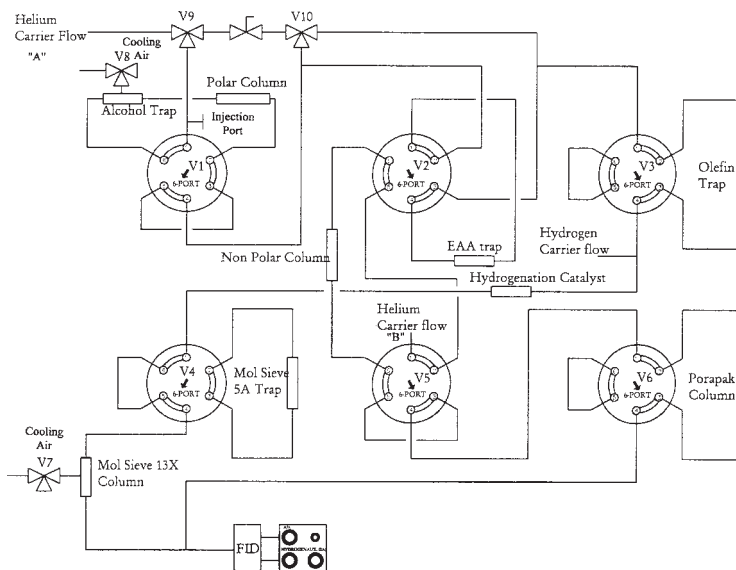 Helium
Carrier Flow
"A"
V9
V10
Cooling
Air
V8
Alcohol Trap
Polar Column
Injection
Port
V1
6-PORT
V2
6-PORT
V3
6-PORT
Olefin
Trap
EAA trap
Non Polar Column
Hydrogen
Carrier flow
Hydrogenation Catalyst
Helium
Carrier flow
"B"
V4
6-PORT
Mol Sieve
5A Trap
V5
6-PORT
V6
6-PORT
Porapak
Column
Cooling
Air
V7
Mol Sieve 13X
Column
FID
AIR
HYDROGEN